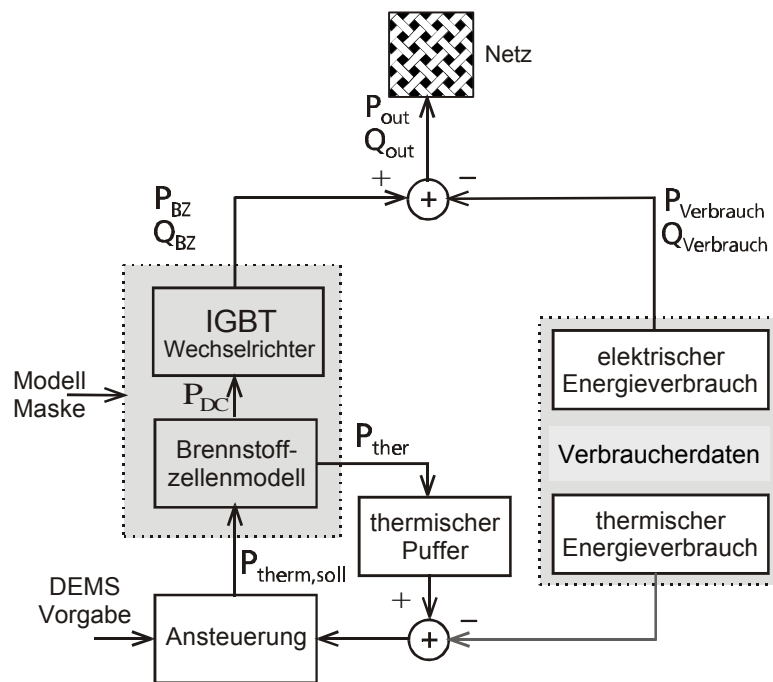 Netz
P_out
Q_out
+
−
+
P_BZ
Q_BZ
P_Verbrauch
Q_Verbrauch
IGBT
Wechselrichter
elektrischer
Energieverbrauch
Modell
Maske
P_DC
Brennstoff-
zellenmodell
P_ther
Verbraucherdaten
thermischer
Puffer
thermischer
Energieverbrauch
P_therm,soll
DEMS
Vorgabe
Ansteuerung
+
−
+